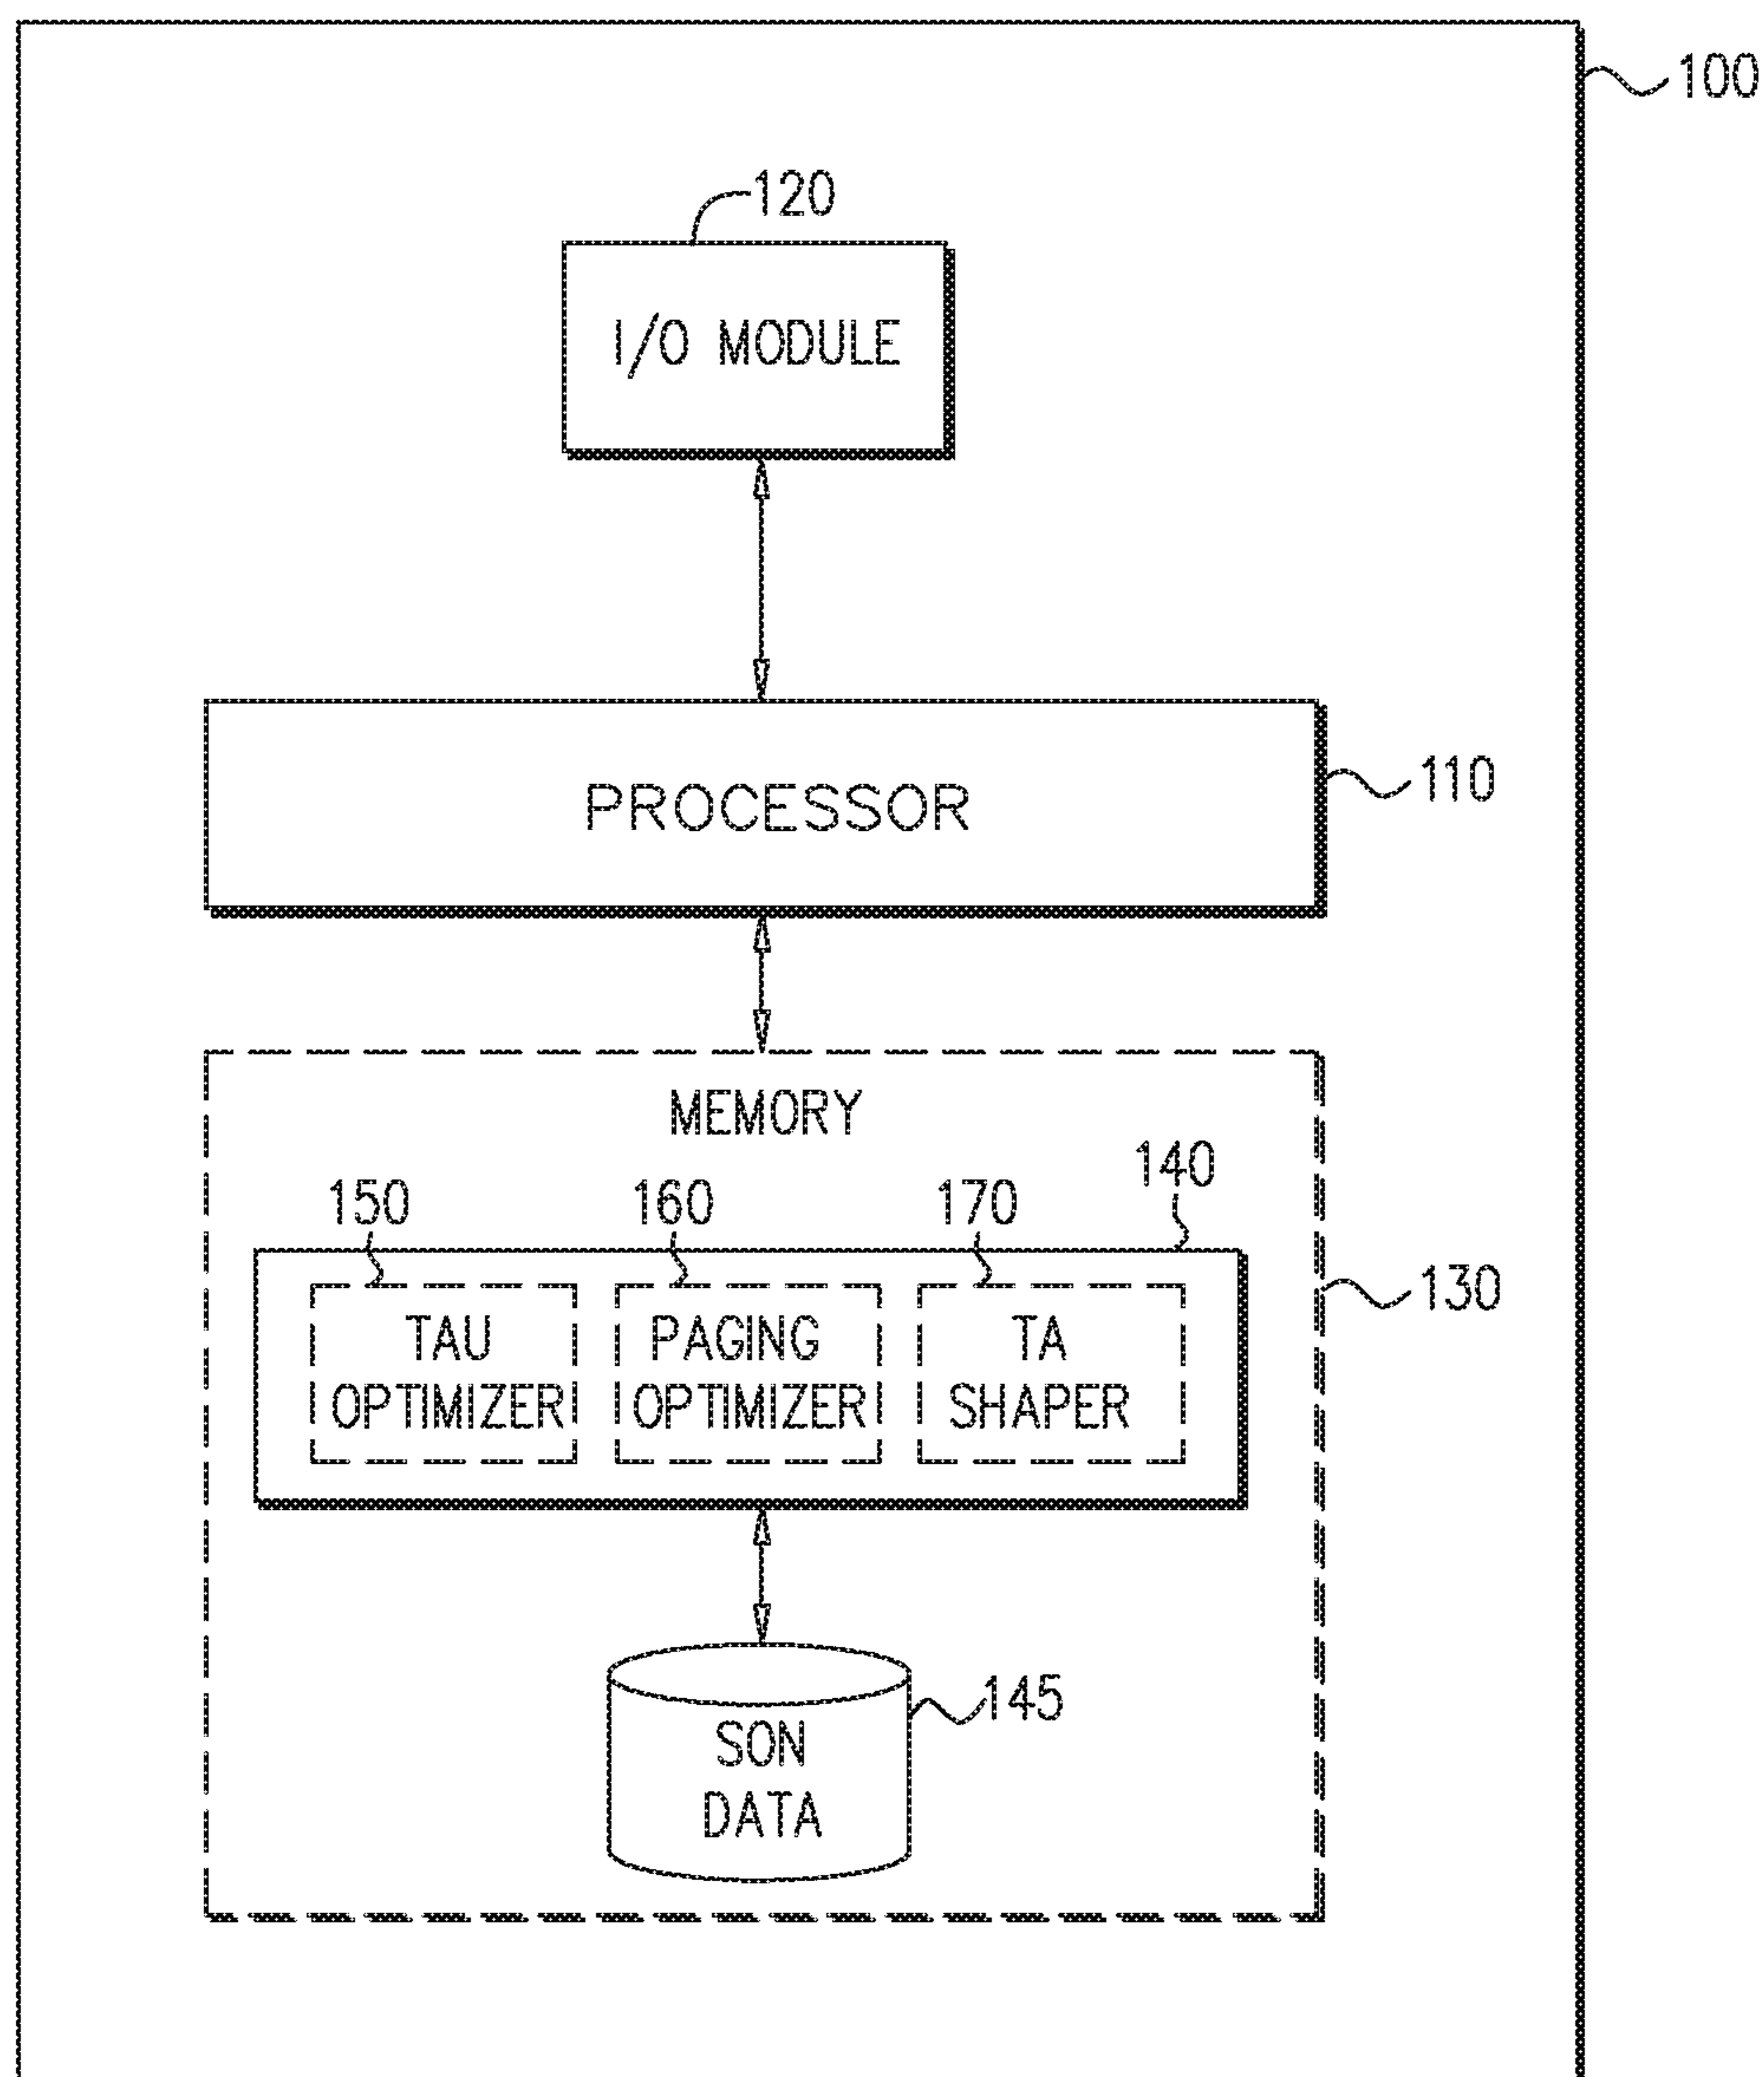 100
120
I/O MODULE
PROCESSOR
110
MEMORY
140
150
160
170
130
TAU
OPTIMIZER
PAGING
OPTIMIZER
TA
SHAPER
145
SON
DATA